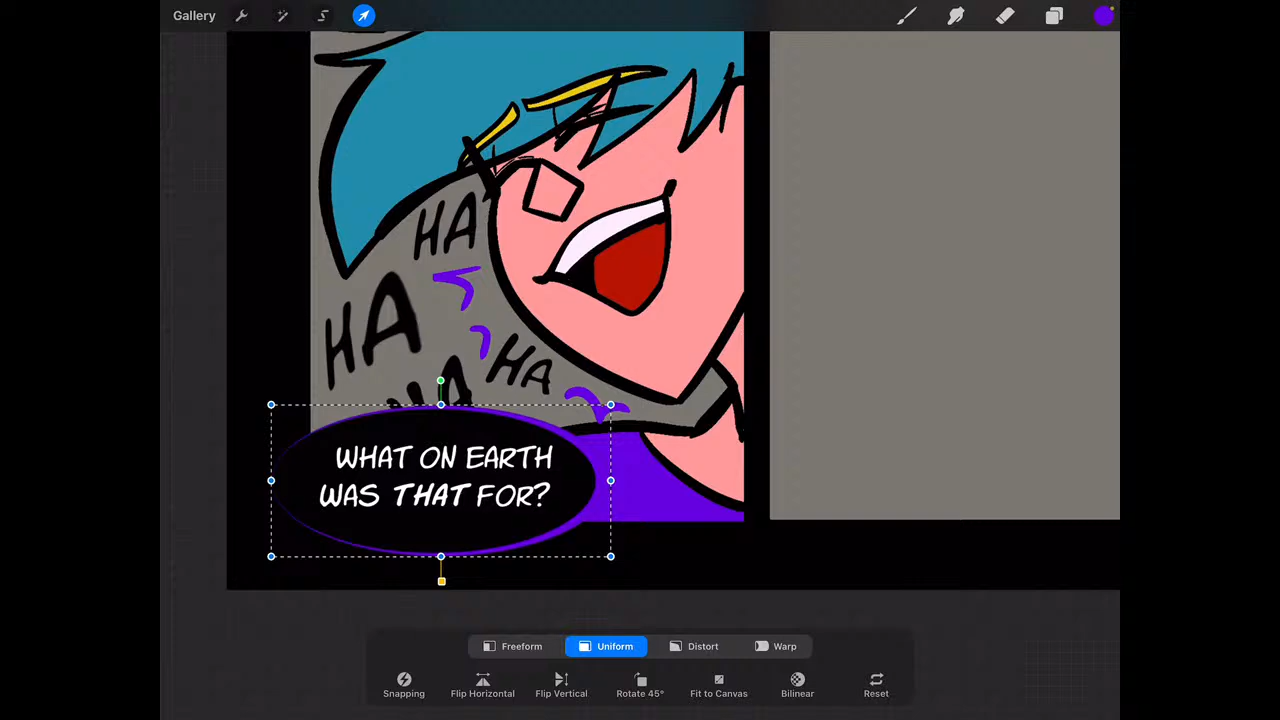 Gallery
HA
HA
HA
HA
WHAT ON EARTH
WAS THAT FOR?
Freeform
Uniform
Distort
Warp
Snapping
Flip Horizontal
Flip Vertical
Rotate 45°
Fit to Canvas
Bilinear
Reset